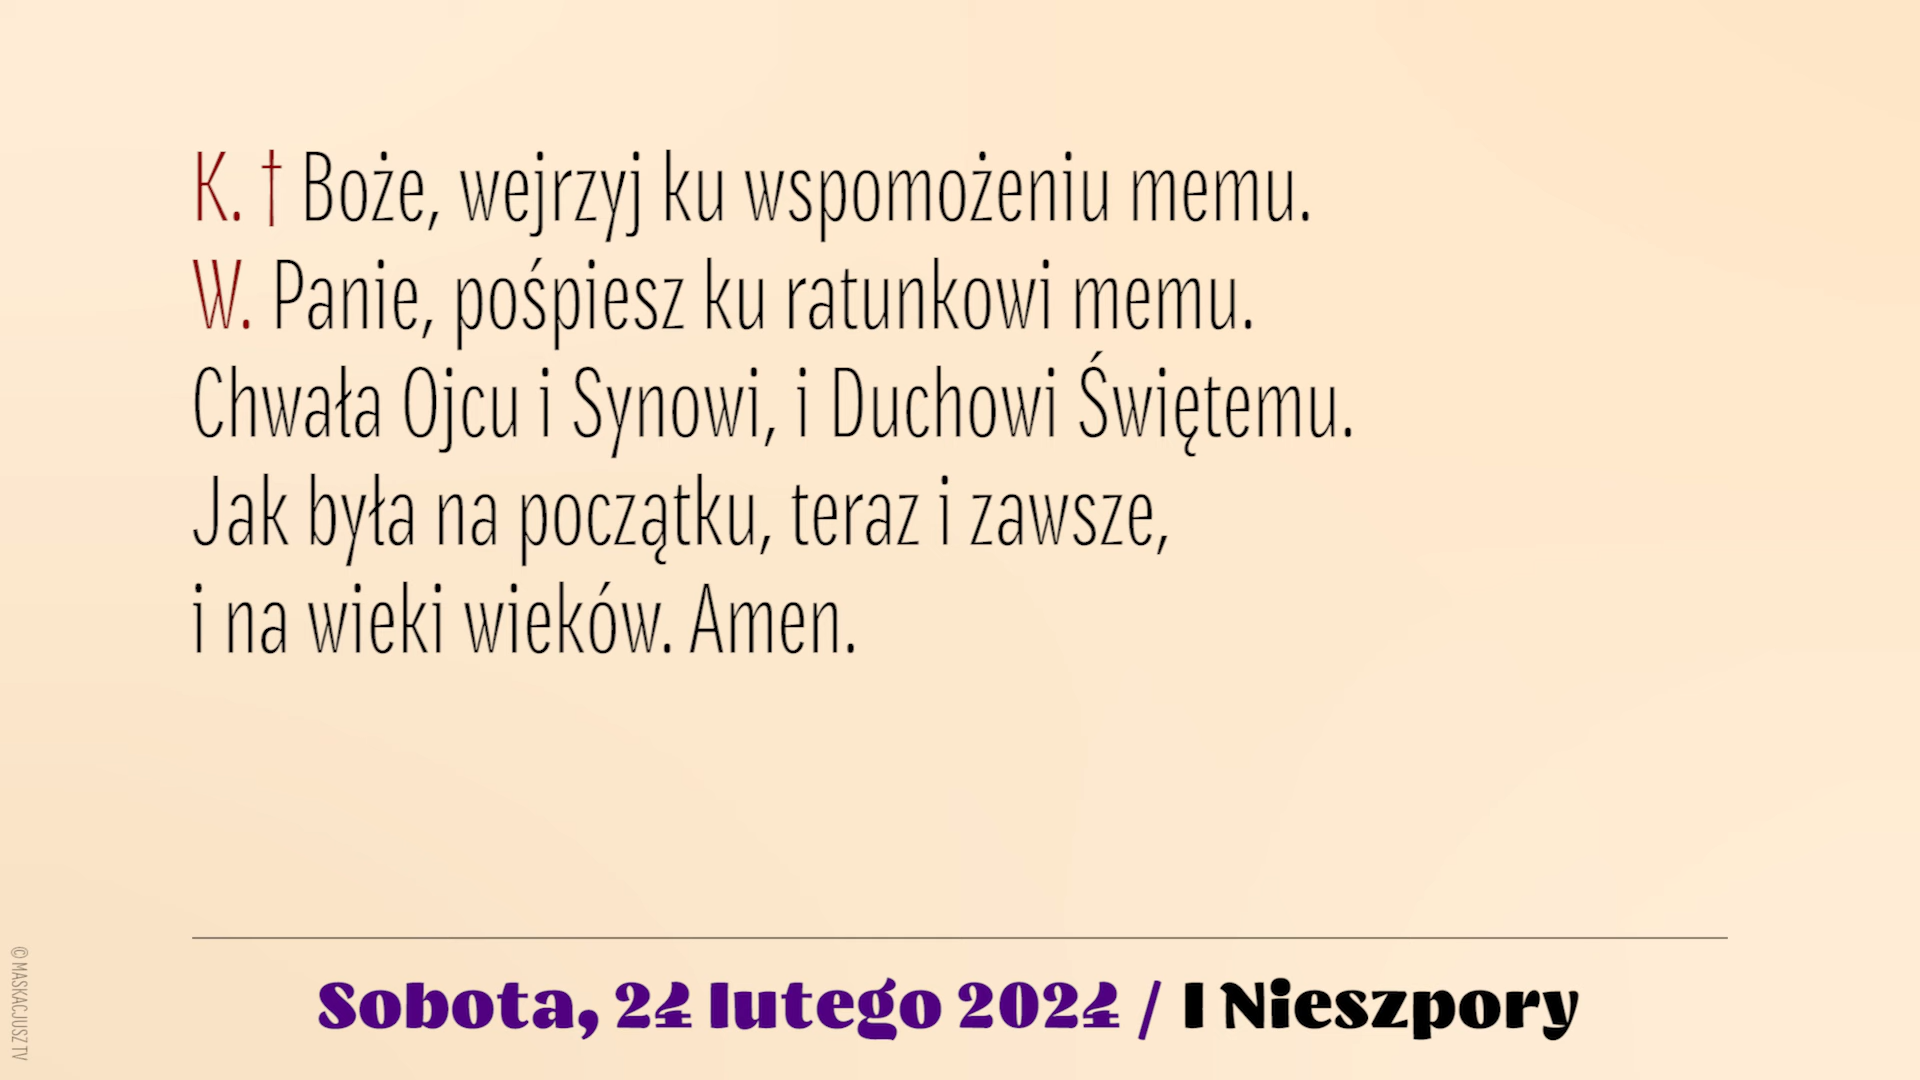 K. † Boże, wejrzyj ku wspomożeniu memu.
W. Panie, pośpiesz ku ratunkowi memu.
Chwała Ojcu i Synowi, i Duchowi Świętemu.
Jak była na początku, teraz i zawsze,
i na wieki wieków. Amen.
Sobota, 24 lutego 2024 / I Nieszpory
© MASKACJUSZ TV